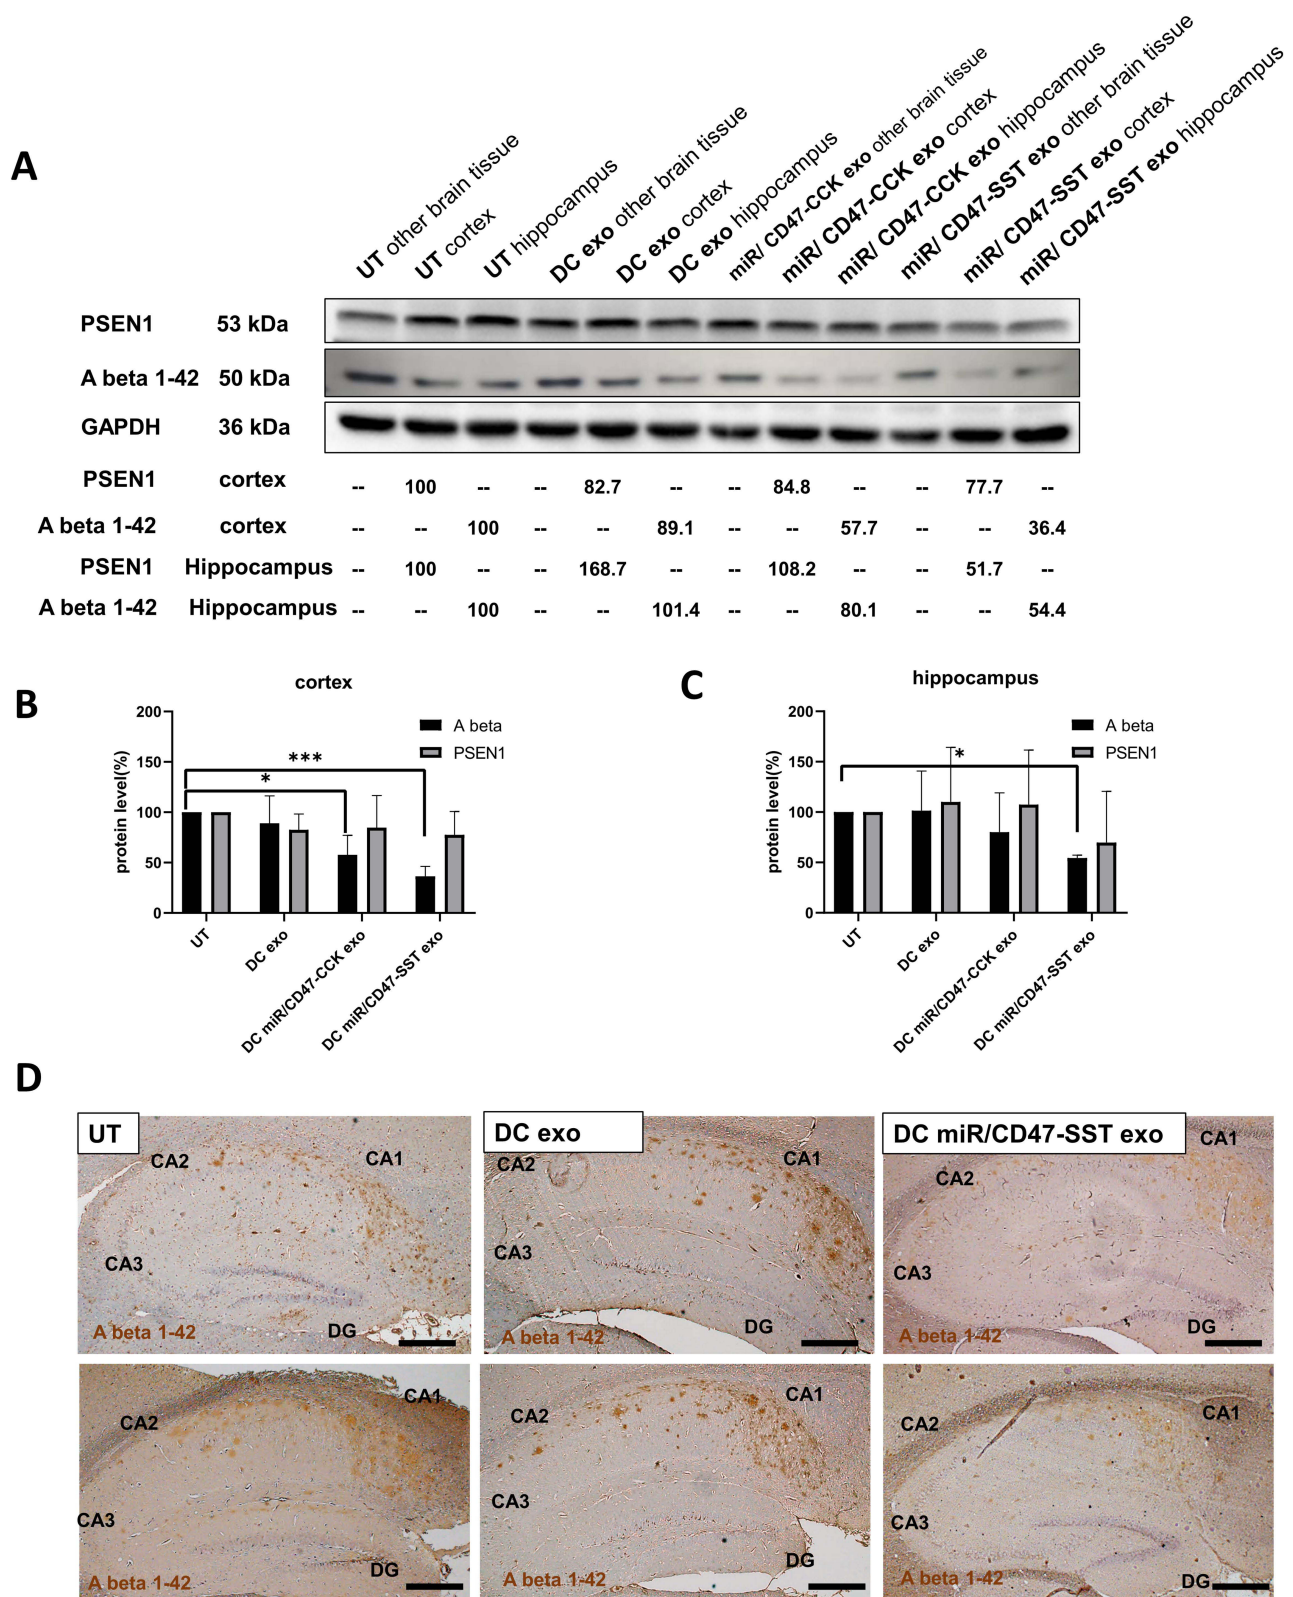 A
UT other brain tissue
UT cortex
UT hippocampus
DC exo other brain tissue
DC exo cortex
DC exo hippocampus
miR/ CD47-CCK exo other brain tissue
miR/ CD47-CCK exo cortex
miR/ CD47-CCK exo hippocampus
miR/ CD47-SST exo other brain tissue
miR/ CD47-SST exo cortex
miR/ CD47-SST exo hippocampus
PSEN1 53 kDa
A beta 1-42 50 kDa
GAPDH 36 kDa
PSEN1 cortex -- 100 -- -- 82.7 -- -- 84.8 -- -- 77.7 --
A beta 1-42 cortex -- -- 100 -- -- 89.1 -- -- 57.7 -- -- 36.4
PSEN1 Hippocampus -- 100 -- -- 168.7 -- -- 108.2 -- -- 51.7 --
A beta 1-42 Hippocampus -- -- 100 -- -- 101.4 -- -- 80.1 -- -- 54.4
B
cortex
protein level(%)
200
150
100
50
0
A beta
PSEN1
***
*
UT
DC exo
DC miR/CD47-CCK exo
DC miR/CD47-SST exo
C
hippocampus
protein level(%)
200
150
100
50
0
A beta
PSEN1
*
UT
DC exo
DC miR/CD47-CCK exo
DC miR/CD47-SST exo
D
UT
CA2
CA1
CA3
DG
A beta 1-42
DC exo
CA2
CA1
CA3
DG
A beta 1-42
DC miR/CD47-SST exo
CA1
CA2
CA3
DG
A beta 1-42
CA1
CA2
CA3
DG
A beta 1-42
CA1
CA2
CA3
DG
A beta 1-42
CA1
CA2
CA3
DG
A beta 1-42